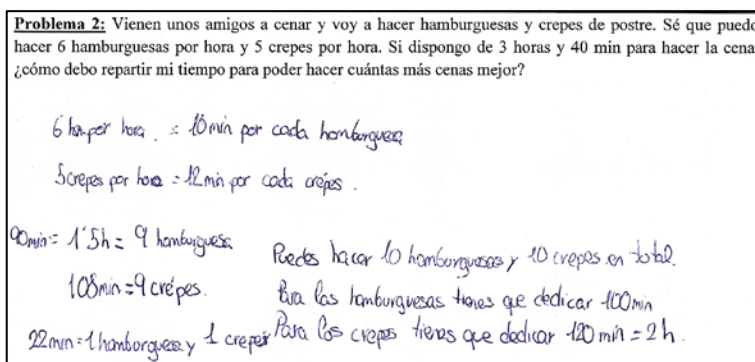 Problema 2: Vienen unos amigos a cenar y voy a hacer hamburguesas y crepes de postre. Sé que puedo
hacer 6 hamburguesas por hora y 5 crepes por hora. Si dispongo de 3 horas y 40 min para hacer la cena
¿cómo debo repartir mi tiempo para poder hacer cuántas más cenas mejor?
6 ham por hora. = 10 min por cada hamburguesa
5 crepes por hora = 12 min por cada crépes.
90 min = 1'5h = 9 hamburguesa
108 min = 9 crépes.
22 min = 1 hamborguesa y 1 crepes
Puedes hacer 10 hamborguesas y 10 crepes en total.
Para las hamburguesas tienes que dedicar 100 min
Para los crepes tienes que dedicar 120 min = 2h.